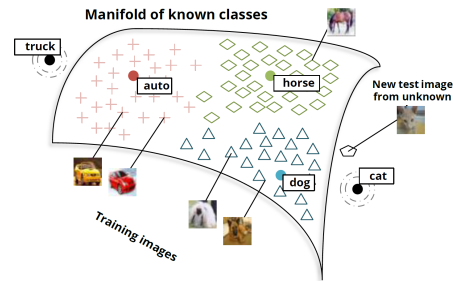 Manifold of known classes
truck
auto
horse
New test image
from unknown
cat
dog
Training images